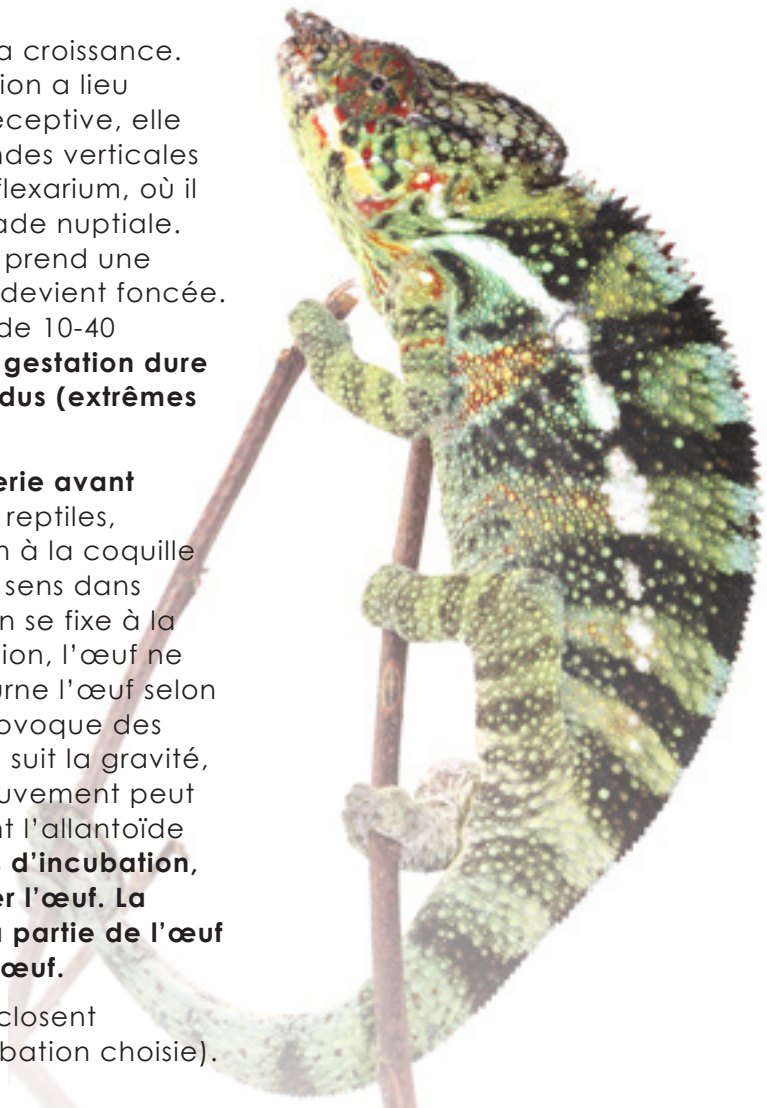 a croissance.
ion a lieu
éceptive, elle
ndes verticales
flexarium, où il
ade nuptiale.
prend une
devient foncée.
de 10-40
gestation dure
dus (extrêmes
erie avant
reptiles,
n à la coquille
sens dans
n se fixe à la
ion, l'œuf ne
urne l'œuf selon
ovoque des
suit la gravité,
uvement peut
nt l'allantoïde
s d'incubation,
er l'œuf. La
a partie de l'œuf
œuf.
closent
bation choisie).